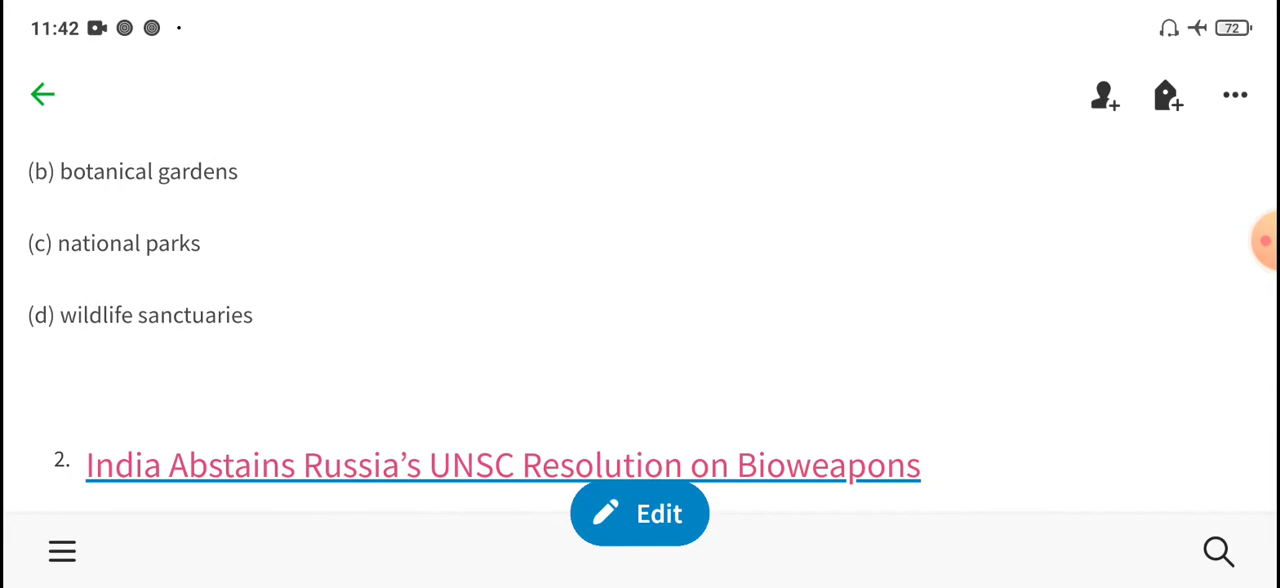 11:42
72
(b) botanical gardens
(c) national parks
(d) wildlife sanctuaries
2. India Abstains Russia’s UNSC Resolution on Bioweapons
Edit